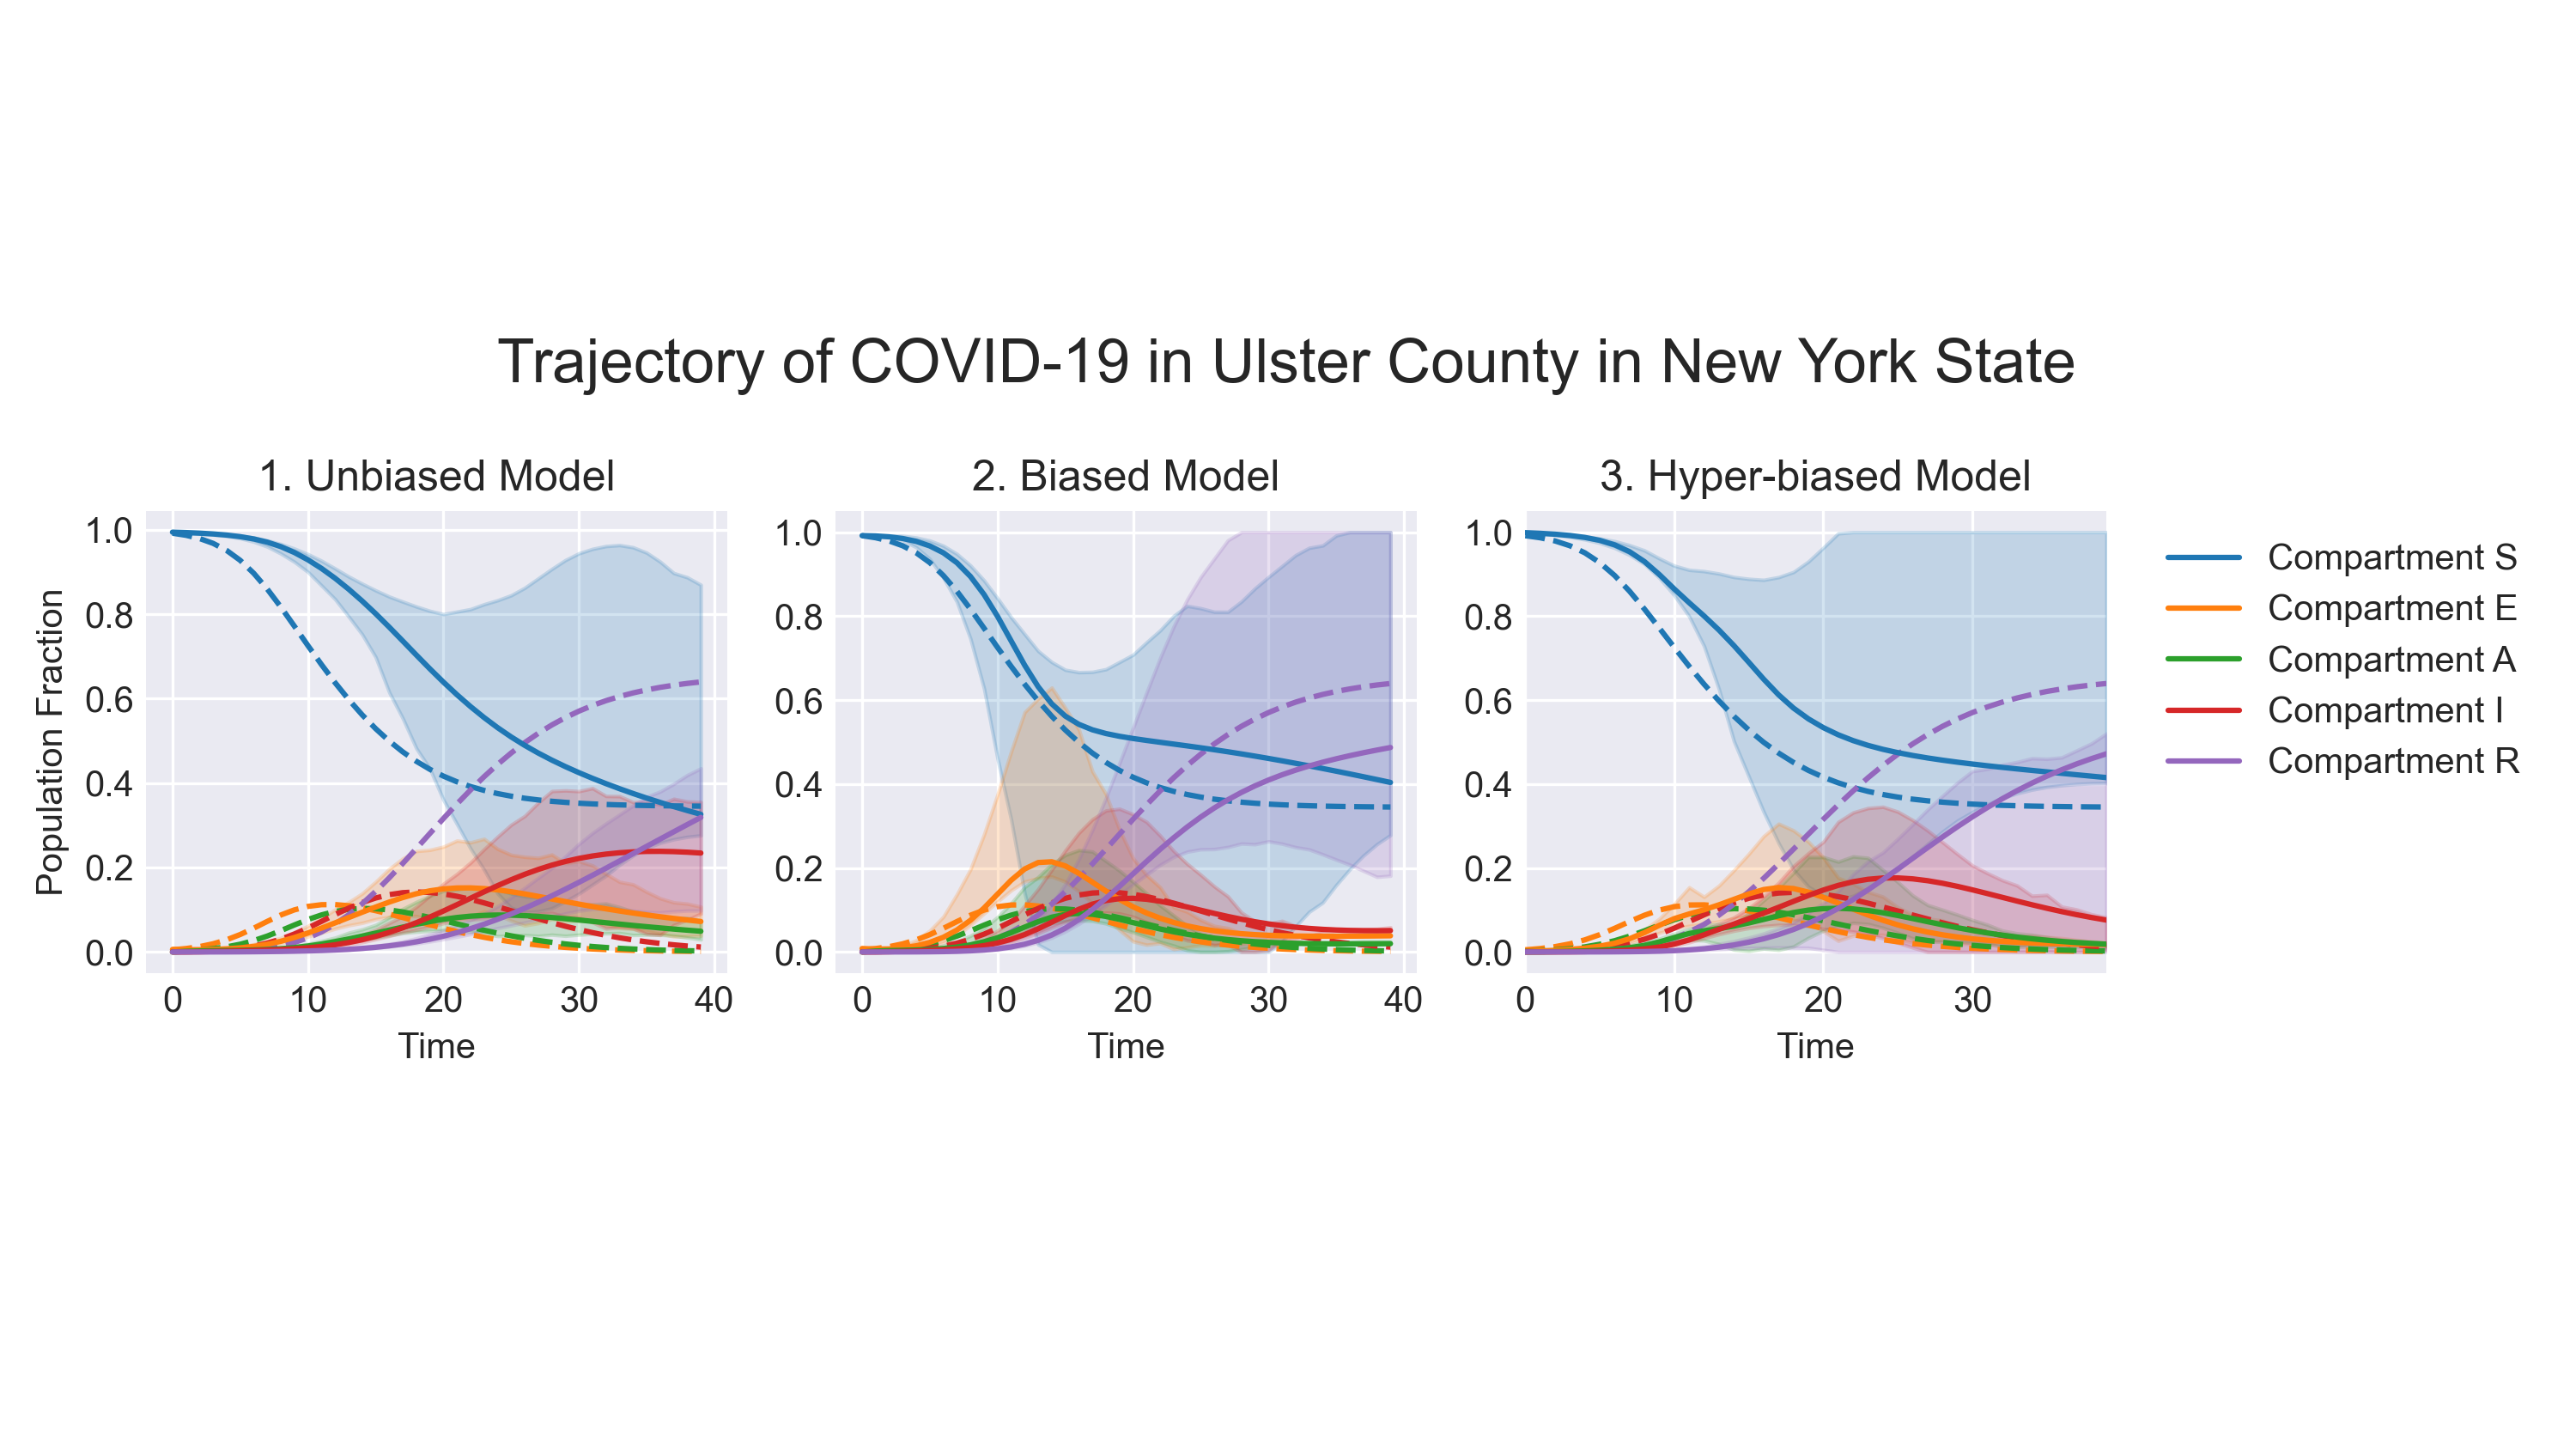 Trajectory of COVID-19 in Ulster County in New York State
1. Unbiased Model
2. Biased Model
3. Hyper-biased Model
Population Fraction
1.0
0.8
0.6
0.4
0.2
0.0
0 10 20 30 40
Time
1.0
0.8
0.6
0.4
0.2
0.0
0 10 20 30 40
Time
1.0
0.8
0.6
0.4
0.2
0.0
0 10 20 30
Time
Compartment S
Compartment E
Compartment A
Compartment I
Compartment R